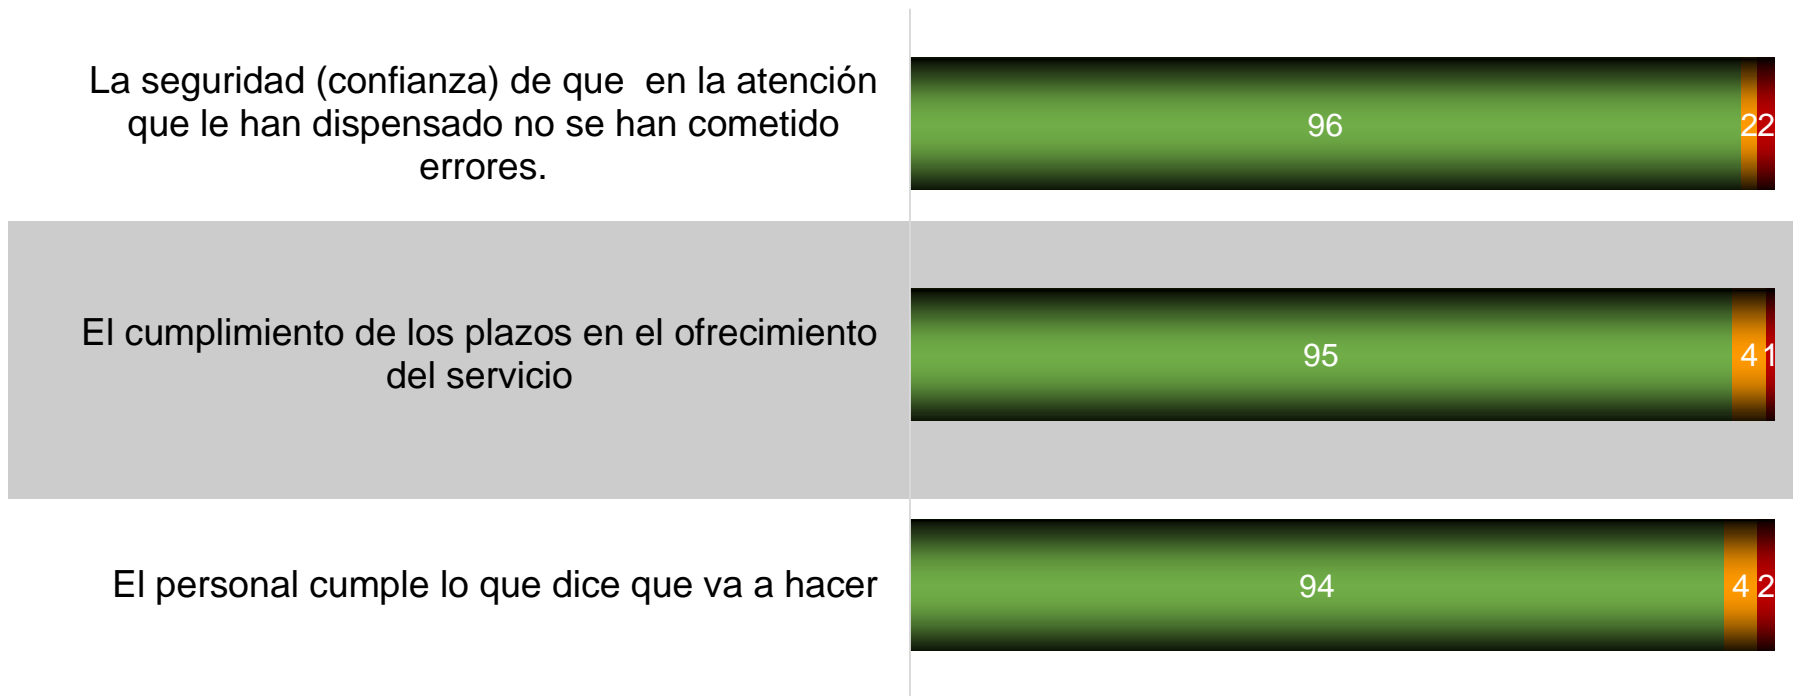 La seguridad (confianza) de que  en la atención
que le han dispensado no se han cometido
errores.
96
2
2
El cumplimiento de los plazos en el ofrecimiento
del servicio
95
4
1
El personal cumple lo que dice que va a hacer
94
4
2